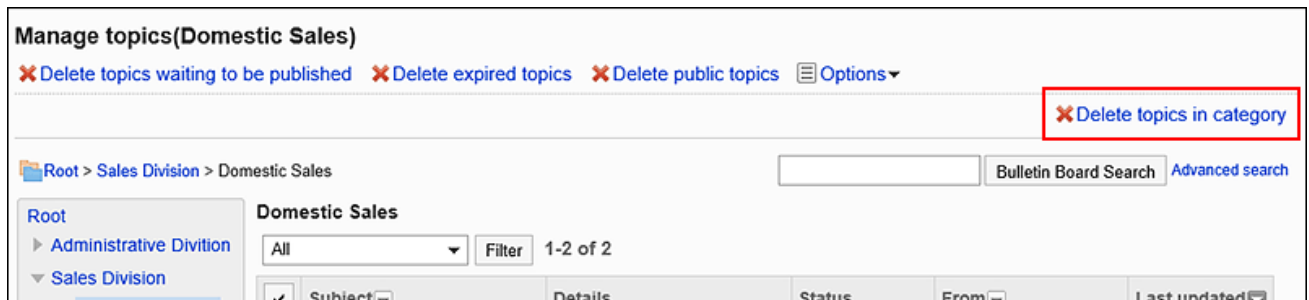 Manage topics(Domestic Sales)
Delete topics waiting to be published Delete expired topics Delete public topics Options
Delete topics in category
Root > Sales Division > Domestic Sales Bulletin Board Search Advanced search
Root
Administrative Divition
Sales Division
Domestic Sales
All Filter 1-2 of 2
Subject Details Status From Last updated